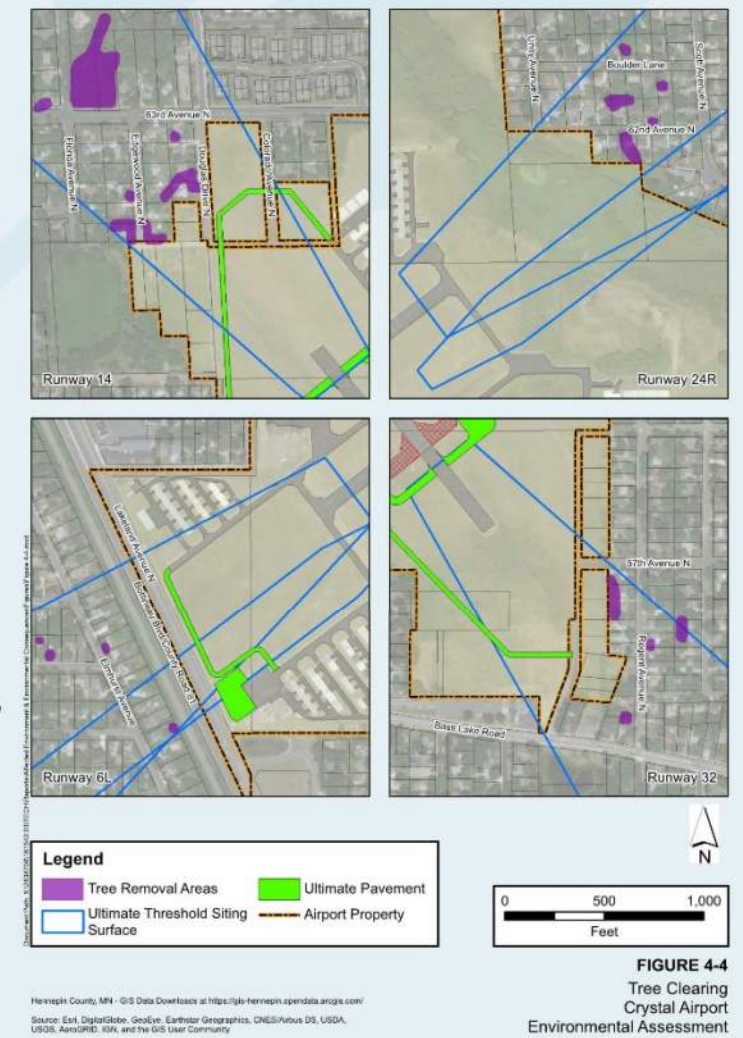 63rd Avenue N
Florida Avenue N
Edgewood Avenue N
Douglas Drive N
Colorado Avenue N
Runway 14
Unity Avenue N
Boulder Lane
Scott Avenue N
62nd Avenue N
Runway 24R
Lakeland Avenue N
Bottineau Blvd County Road 81
Elmhurst Avenue
Runway 6L
57th Avenue N
Regent Avenue N
Bass Lake Road
Runway 32
N
Legend
Tree Removal Areas
Ultimate Pavement
Ultimate Threshold Siting
Surface
Airport Property
0 500 1,000
Feet
FIGURE 4-4
Tree Clearing
Crystal Airport
Environmental Assessment
Hennepin County, MN - GIS Data Downloads at https://gis-hennepin.opendata.arcgis.com/
Source: Esri, DigitalGlobe, GeoEye, Earthstar Geographics, CNES/Airbus DS, USDA,
USGS, AeroGRID, IGN, and the GIS User Community